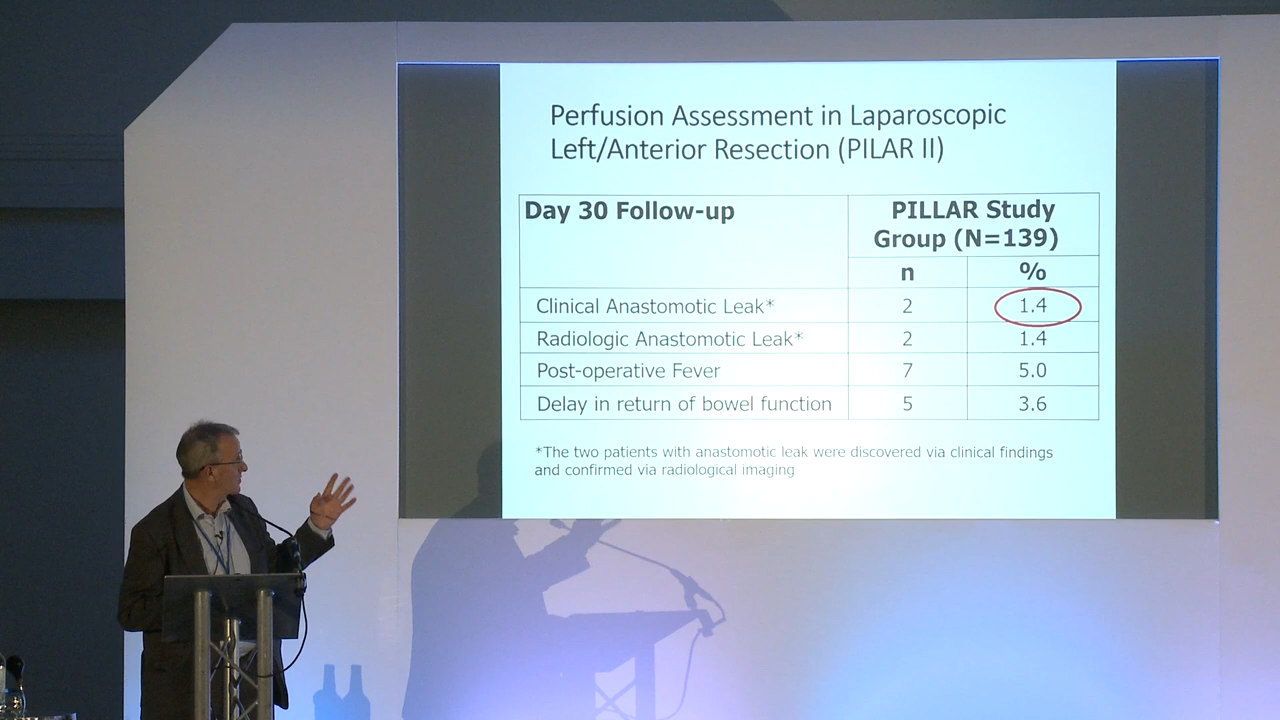 Perfusion Assessment in Laparoscopic
Left/Anterior Resection (PILAR II)
Day 30 Follow-up
PILLAR Study
Group (N=139)
n %
Clinical Anastomotic Leak* 2 1.4
Radiologic Anastomotic Leak* 2 1.4
Post-operative Fever 7 5.0
Delay in return of bowel function 5 3.6
*The two patients with anastomotic leak were discovered via clinical findings
and confirmed via radiological imaging